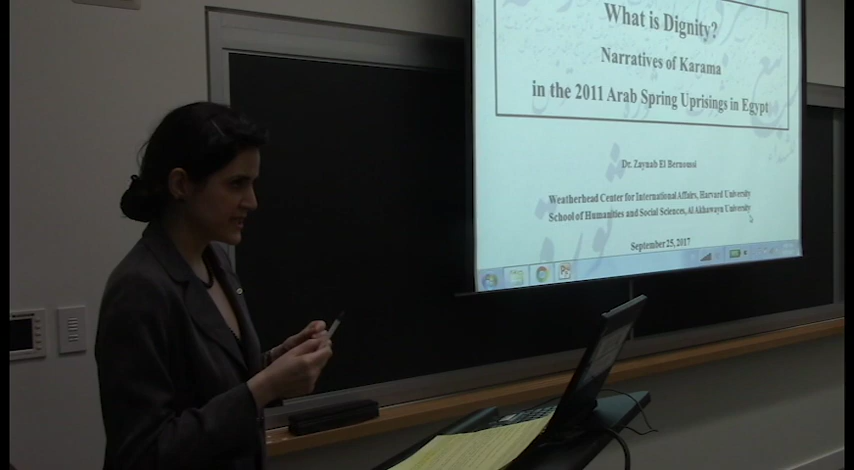 What is Dignity?
Narratives of Karama
in the 2011 Arab Spring Uprisings in Egypt
Dr. Zaynab El Bernoussi
Weatherhead Center for International Affairs, Harvard University
School of Humanities and Social Sciences, Al Akhawayn University
September 25, 2017